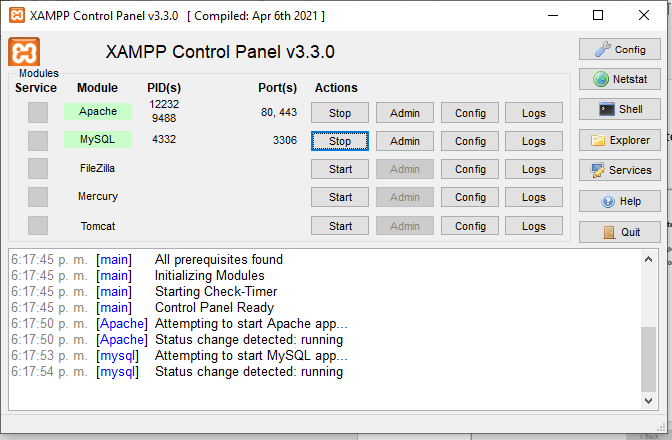 XAMPP Control Panel v3.3.0 [ Compiled: Apr 6th 2021 ]
XAMPP Control Panel v3.3.0
Config
Modules
Service Module PID(s) Port(s) Actions
Netstat
Apache 12232 9488 80, 443 Stop Admin Config Logs
Shell
MySQL 4332 3306 Stop Admin Config Logs
Explorer
FileZilla Start Admin Config Logs
Services
Mercury Start Admin Config Logs
Help
Tomcat Start Admin Config Logs
Quit
6:17:45 p. m. [main] All prerequisites found
6:17:45 p. m. [main] Initializing Modules
6:17:45 p. m. [main] Starting Check-Timer
6:17:45 p. m. [main] Control Panel Ready
6:17:50 p. m. [Apache] Attempting to start Apache app...
6:17:50 p. m. [Apache] Status change detected: running
6:17:53 p. m. [mysql] Attempting to start MySQL app...
6:17:54 p. m. [mysql] Status change detected: running
< Back